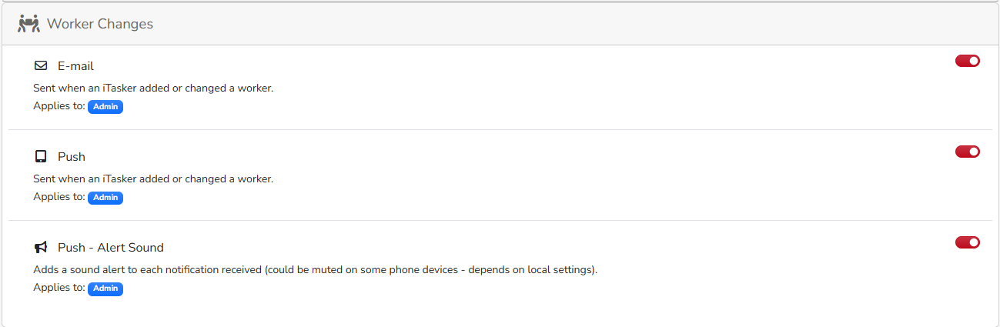 Worker Changes
E-mail
Sent when an iTasker added or changed a worker.
Applies to: Admin
Push
Sent when an iTasker added or changed a worker.
Applies to: Admin
Push - Alert Sound
Adds a sound alert to each notification received (could be muted on some phone devices - depends on local settings).
Applies to: Admin